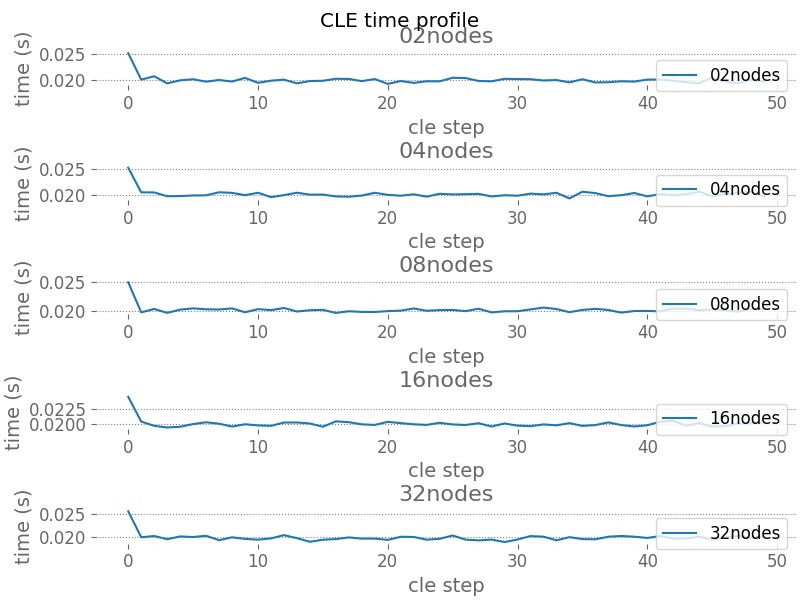 CLE time profile
02nodes
time (s)
0.025
0.020
02nodes
0 10 20 30 40 50
cle step
04nodes
time (s)
0.025
0.020
04nodes
0 10 20 30 40 50
cle step
08nodes
time (s)
0.025
0.020
08nodes
0 10 20 30 40 50
cle step
16nodes
time (s)
0.0225
0.0200
16nodes
0 10 20 30 40 50
cle step
32nodes
time (s)
0.025
0.020
32nodes
0 10 20 30 40 50
cle step